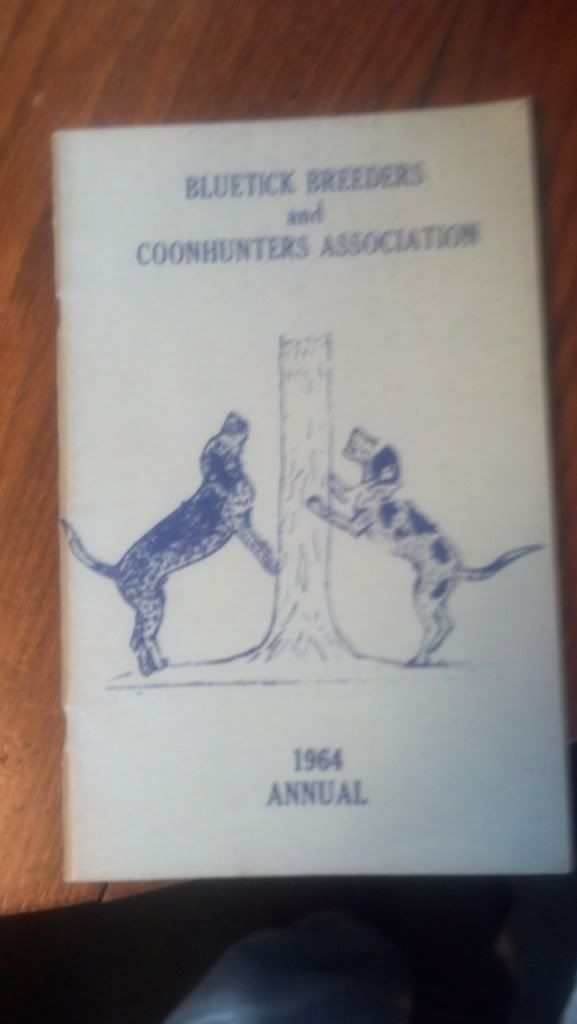 BLUETICK BREEDERS
and
COONHUNTERS ASSOCIATION
1964
ANNUAL